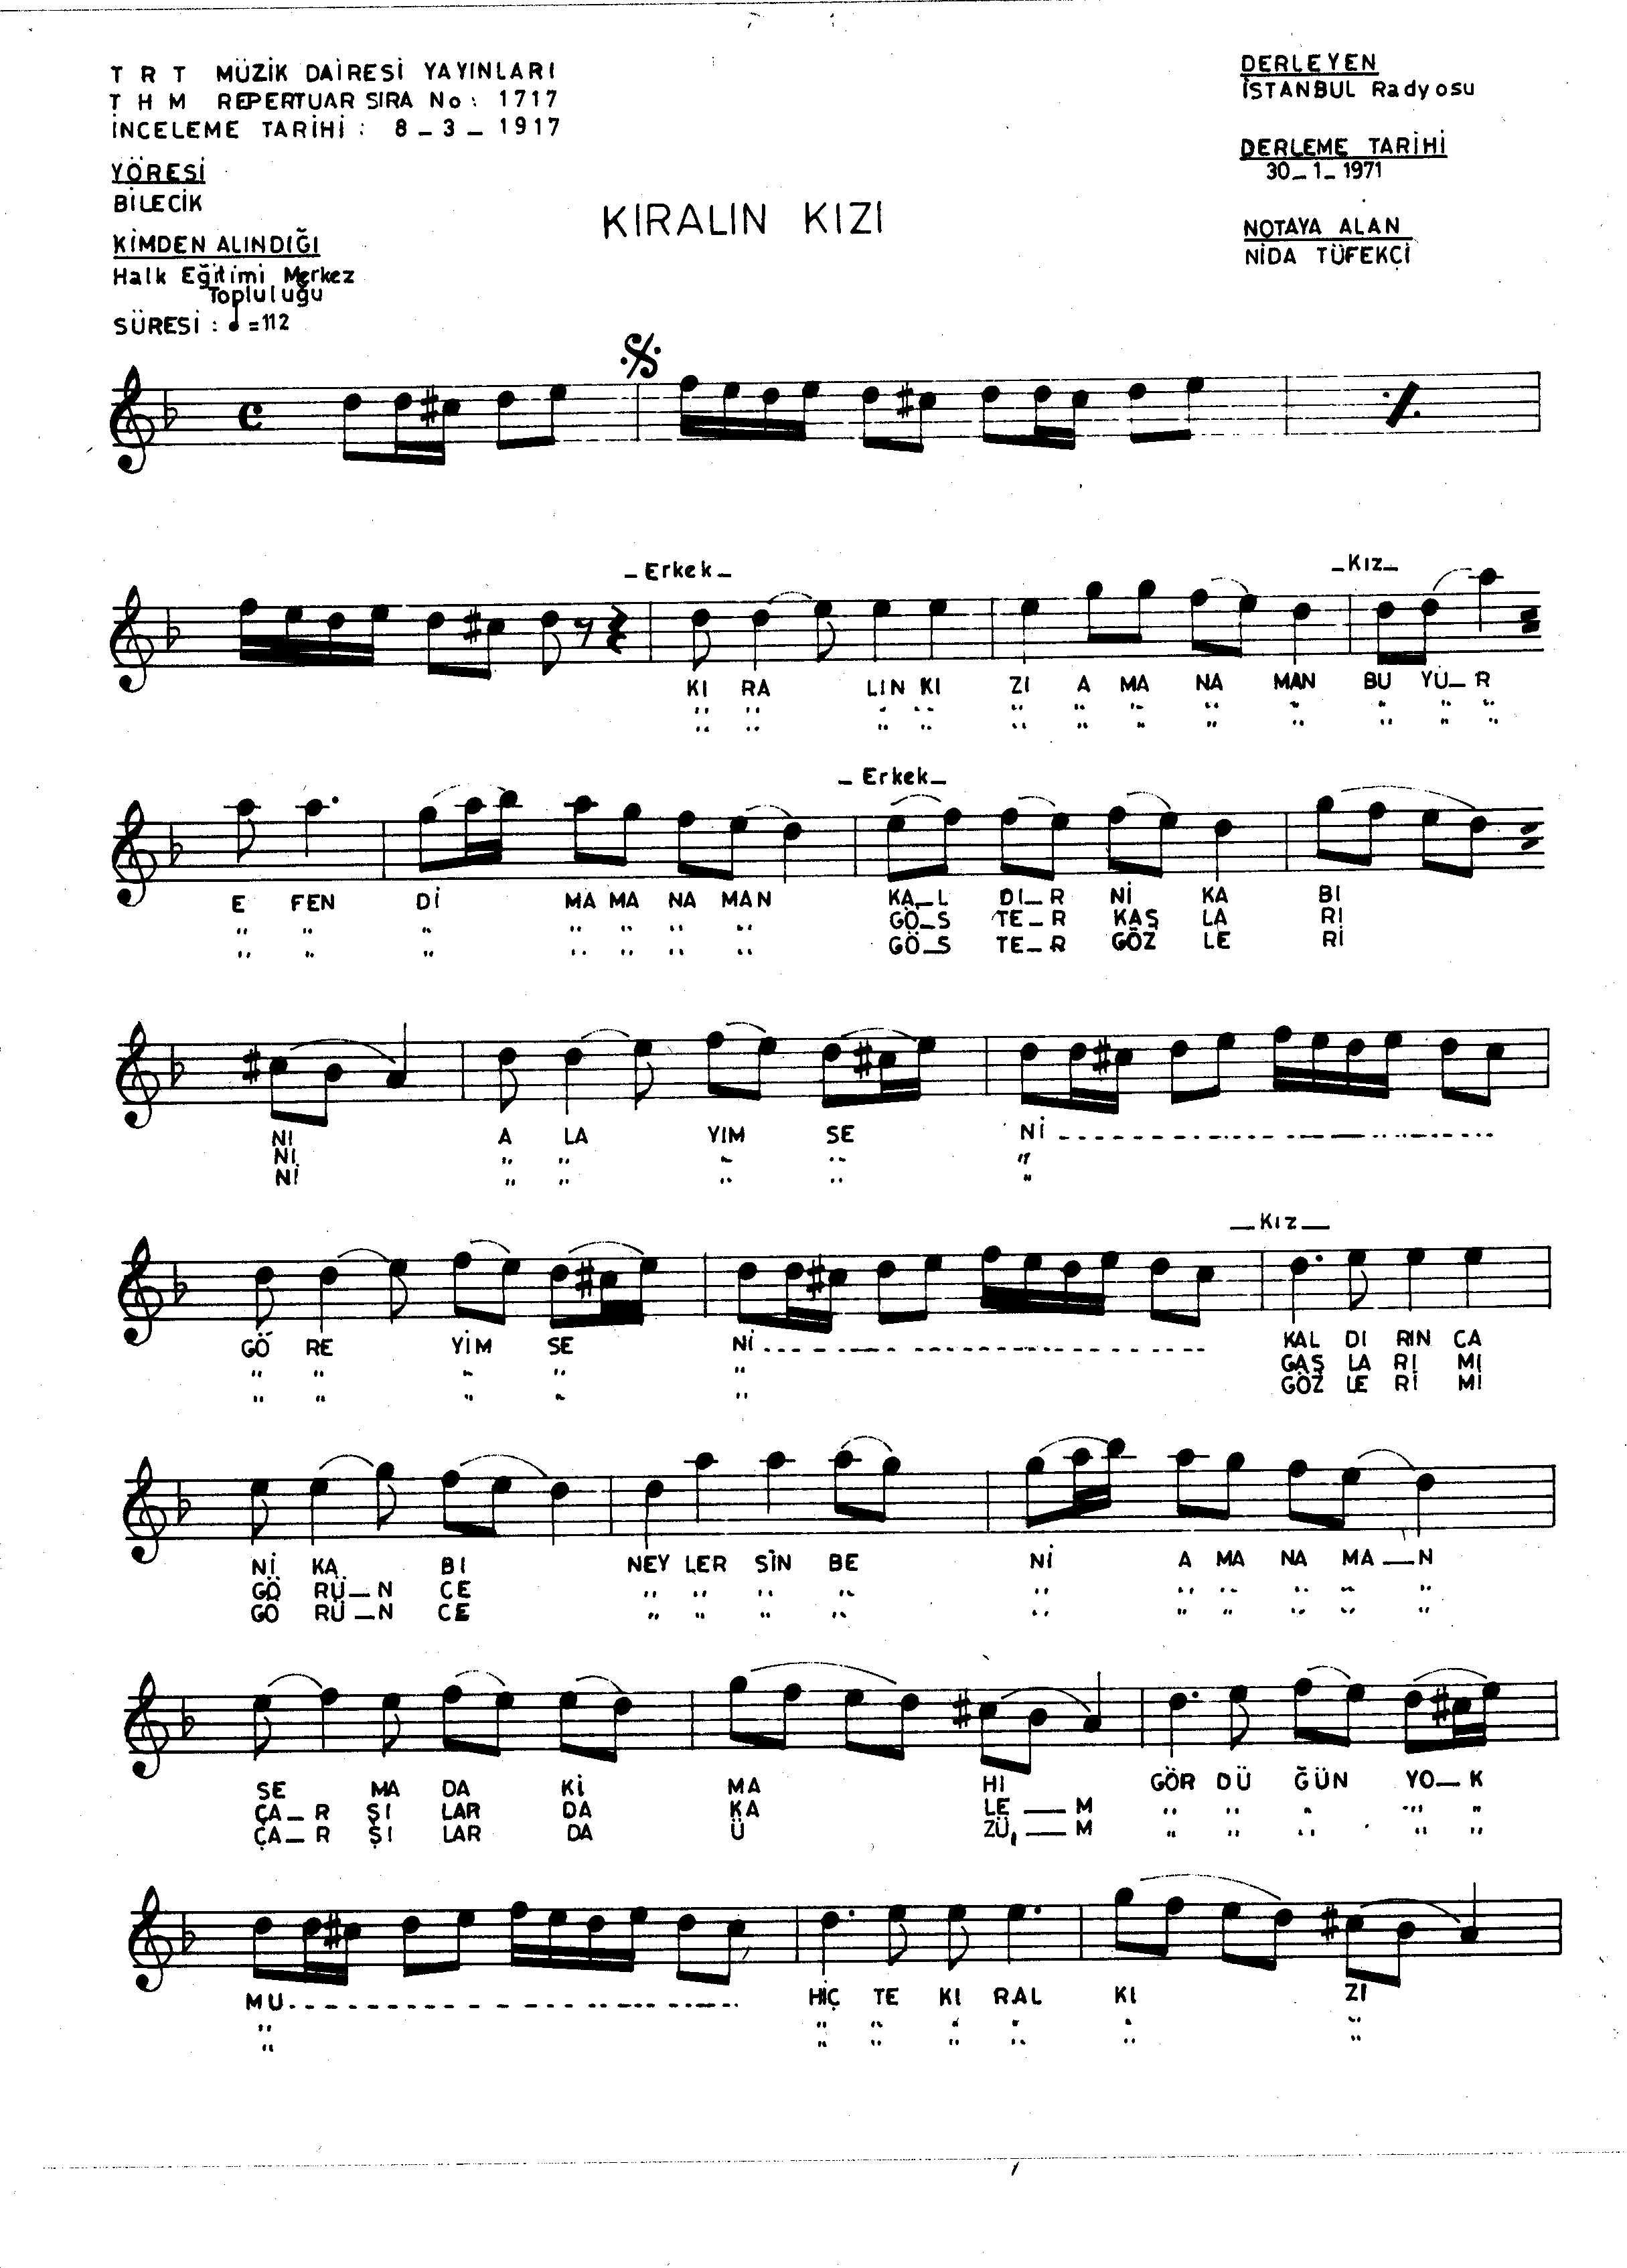 T R T MÜZİK DAİRESİ YAYINLARI
T H M REPERTUAR SIRA No: 1717
İNCELEME TARİHİ : 8_3_1917
YÖRESİ
BİLECİK
KİMDEN ALINDIĞI
Halk Eğitimi Merkez
Topluluğu
SÜRESİ : ♩=112
KIRALIN KIZI
DERLEYEN
İSTANBUL Radyosu
DERLEME TARİHİ
30_1_1971
NOTAYA ALAN
NİDA TÜFEKÇİ
_Erkek_ _Kız_
KI RA LIN KI ZI A MA NA MAN BU YU_R
" " " " " " " " " " " "
" " " " " " " " " " " "
_Erkek_
E FEN Dİ MA MA NA MAN KA_L DI_R Nİ KA BI
" " " " " " " GÖ_S TE_R KAŞ LA RI
" " " " " " " GÖ_S TE_R GÖZ LE Rİ
NI A LA YIM SE Nİ
NI " " " " "
Nİ " " " " "
_Kız_
GÖ RE YİM SE Nİ KAL DI RIN CA
" " " " " GAŞ LA RI MI
" " " " " GÖZ LE Rİ Mİ
Nİ KA BI NEY LER SİN BE Nİ A MA NA MA_N
GÖ RÜ_N CE " " " " " " " " " "
GÖ RÜ_N CE " " " " " " " " " "
SE MA DA Kİ MA HI GÖR DÜ ĞÜN YO_K
ÇA_R ŞI LAR DA KA LE_M " " " " "
ÇA_R ŞI LAR DA Ü ZÜ_M " " " " "
MU HİÇ TE KI RAL KI ZI
" " " " " " "
" " " " " " "